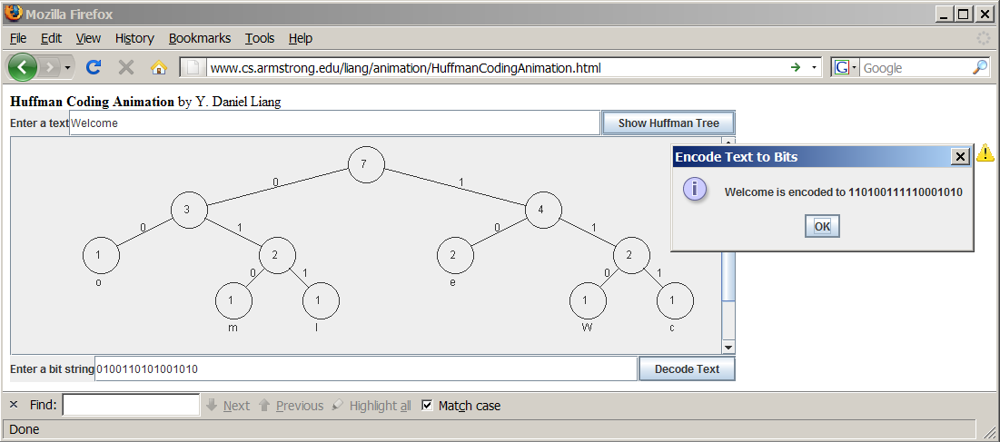 Mozilla Firefox
File Edit View History Bookmarks Tools Help
www.cs.armstrong.edu/liang/animation/HuffmanCodingAnimation.html
G Google
Huffman Coding Animation by Y. Daniel Liang
Enter a text Welcome Show Huffman Tree
7
0 1
3 4
0 1 0 1
1 2 2 2
o e
0 1 0 1
1 1 1 1
m l W c
Encode Text to Bits
i Welcome is encoded to 110100111110001010
OK
Enter a bit string 0100110101001010 Decode Text
Find: Next Previous Highlight all Match case
Done